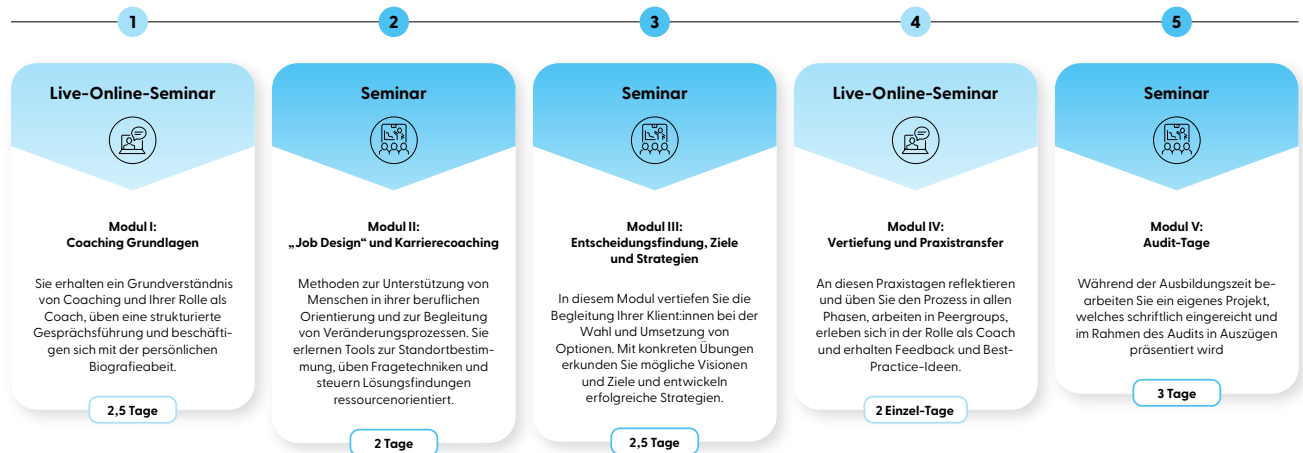 1
2
3
4
5
Live-Online-Seminar
Modul I:
Coaching Grundlagen
Sie erhalten ein Grundverständnis
von Coaching und Ihrer Rolle als
Coach, üben eine strukturierte
Gesprächsführung und beschäfti-
gen sich mit der persönlichen
Biografieabeit.
2,5 Tage
Seminar
Modul II:
„Job Design“ und Karrierecoaching
Methoden zur Unterstützung von
Menschen in ihrer beruflichen
Orientierung und zur Begleitung
von Veränderungsprozessen. Sie
erlernen Tools zur Standortbestim-
mung, üben Fragetechniken und
steuern Lösungsfindungen
ressourcenorientiert.
2 Tage
Seminar
Modul III:
Entscheidungsfindung, Ziele
und Strategien
In diesem Modul vertiefen Sie die
Begleitung Ihrer Klient:innen bei der
Wahl und Umsetzung von
Optionen. Mit konkreten Übungen
erkunden Sie mögliche Visionen
und Ziele und entwickeln
erfolgreiche Strategien.
2,5 Tage
Live-Online-Seminar
Modul IV:
Vertiefung und Praxistransfer
An diesen Praxistagen reflektieren
und üben Sie den Prozess in allen
Phasen, arbeiten in Peergroups,
erleben sich in der Rolle als Coach
und erhalten Feedback und Best-
Practice-Ideen.
2 Einzel-Tage
Seminar
Modul V:
Audit-Tage
Während der Ausbildungszeit be-
arbeiten Sie ein eigenes Projekt,
welches schriftlich eingereicht und
im Rahmen des Audits in Auszügen
präsentiert wird
3 Tage